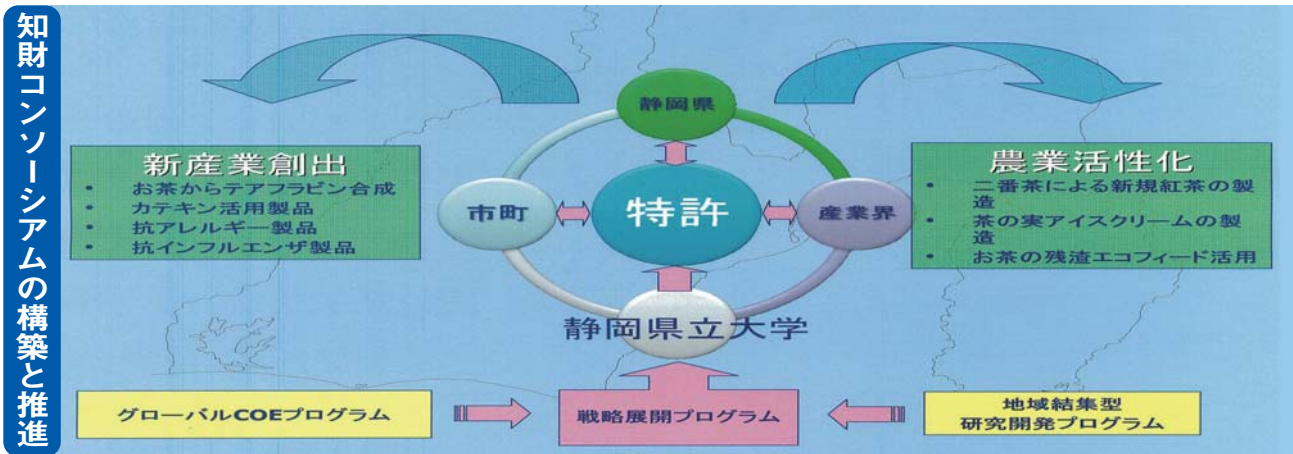 知財コンソーシアムの構築と推進
静岡県
新産業創出
• お茶からテアフラビン合成
• カテキン活用製品
• 抗アレルギー製品
• 抗インフルエンザ製品
市町
特許
産業界
農業活性化
• 二番茶による新規紅茶の製
造
• 茶の実アイスクリームの製
造
• お茶の残渣エコフィード活用
静岡県立大学
グローバルCOEプログラム
戦略展開プログラム
地域結集型
研究開発プログラム